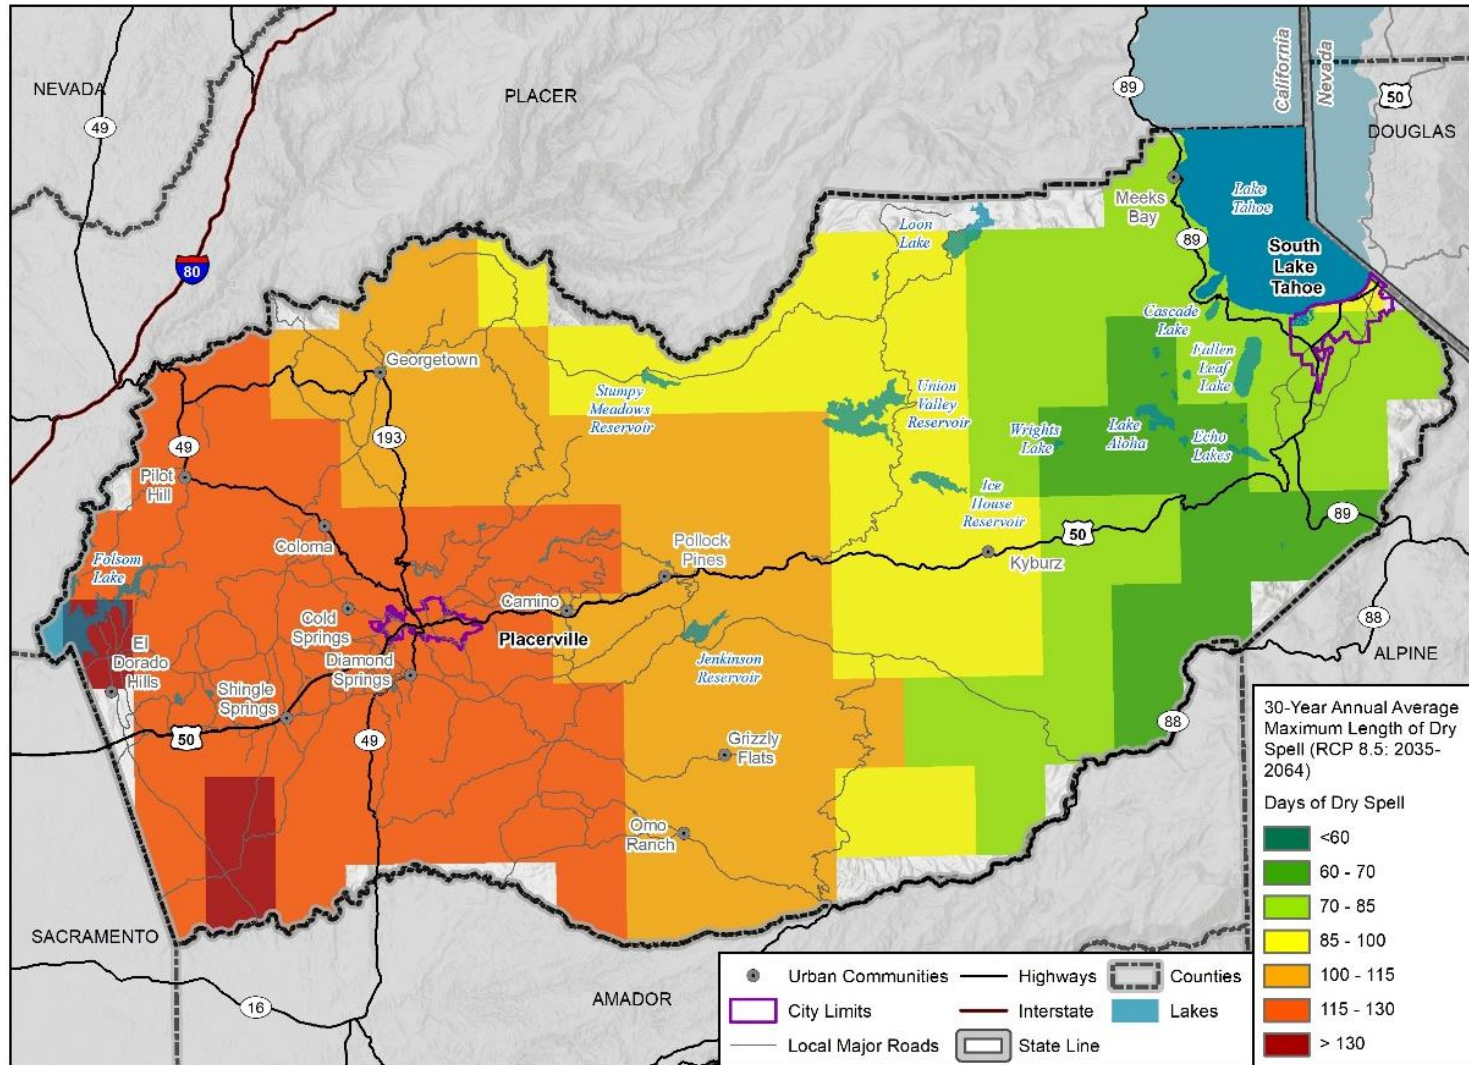 NEVADA
49
PLACER
89
California
Nevada
50
DOUGLAS
80
Meeks
Bay
Lake
Tahoe
Loon
Lake
89
South
Lake
Tahoe
Cascade
Lake
Fallen
Leaf
Lake
Georgetown
Stumpy
Meadows
Reservoir
Union
Valley
Reservoir
49
193
Wrights
Lake
Lake
Aloha
Echo
Lakes
Pilot
Hill
Ice
House
Reservoir
89
50
Coloma
Pollock
Pines
Kyburz
Folsom
Lake
Cold
Springs
Camino
Placerville
88
ALPINE
El
Dorado
Hills
Diamond
Springs
Jenkinson
Reservoir
Shingle
Springs
50
49
Grizzly
Flats
88
Omo
Ranch
SACRAMENTO
16
AMADOR
30-Year Annual Average
Maximum Length of Dry
Spell (RCP 8.5: 2035-
2064)
Days of Dry Spell
<60
60 - 70
70 - 85
85 - 100
100 - 115
115 - 130
> 130
Urban Communities
Highways
Counties
City Limits
Interstate
Lakes
Local Major Roads
State Line